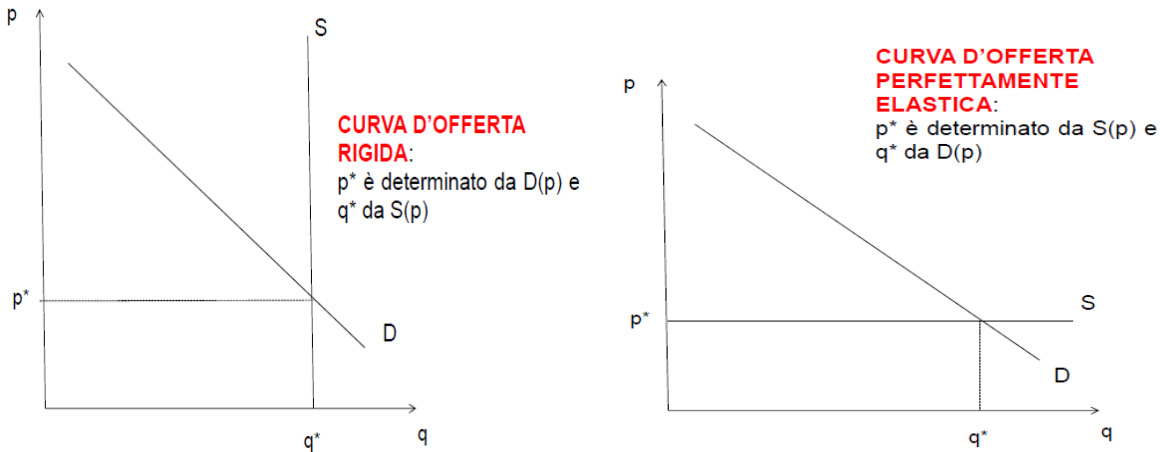 p
S
CURVA D'OFFERTA
RIGIDA:
p* è determinato da D(p) e
q* da S(p)
p*
D
q*
q
CURVA D'OFFERTA
PERFETTAMENTE
ELASTICA:
p* è determinato da S(p) e
q* da D(p)
p
S
p*
D
q*
q